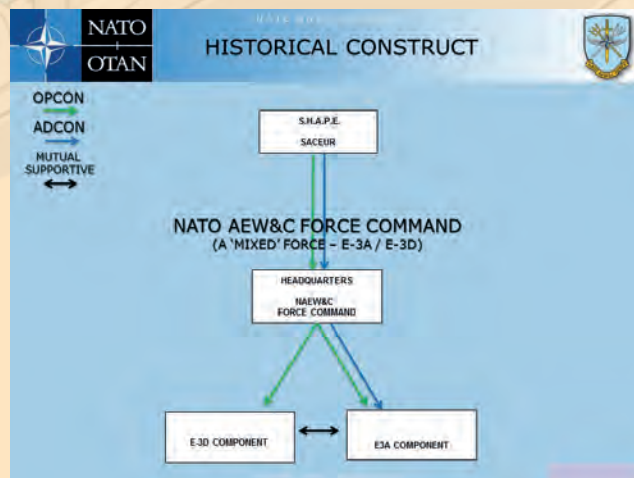 NATO
OTAN
HISTORICAL CONSTRUCT
OPCON
ADCON
MUTUAL
SUPPORTIVE
S.H.A.P.E.
SACEUR
NATO AEW&C FORCE COMMAND
(A 'MIXED' FORCE – E-3A / E-3D)
HEADQUARTERS
NAEW&C
FORCE COMMAND
E-3D COMPONENT
E3A COMPONENT